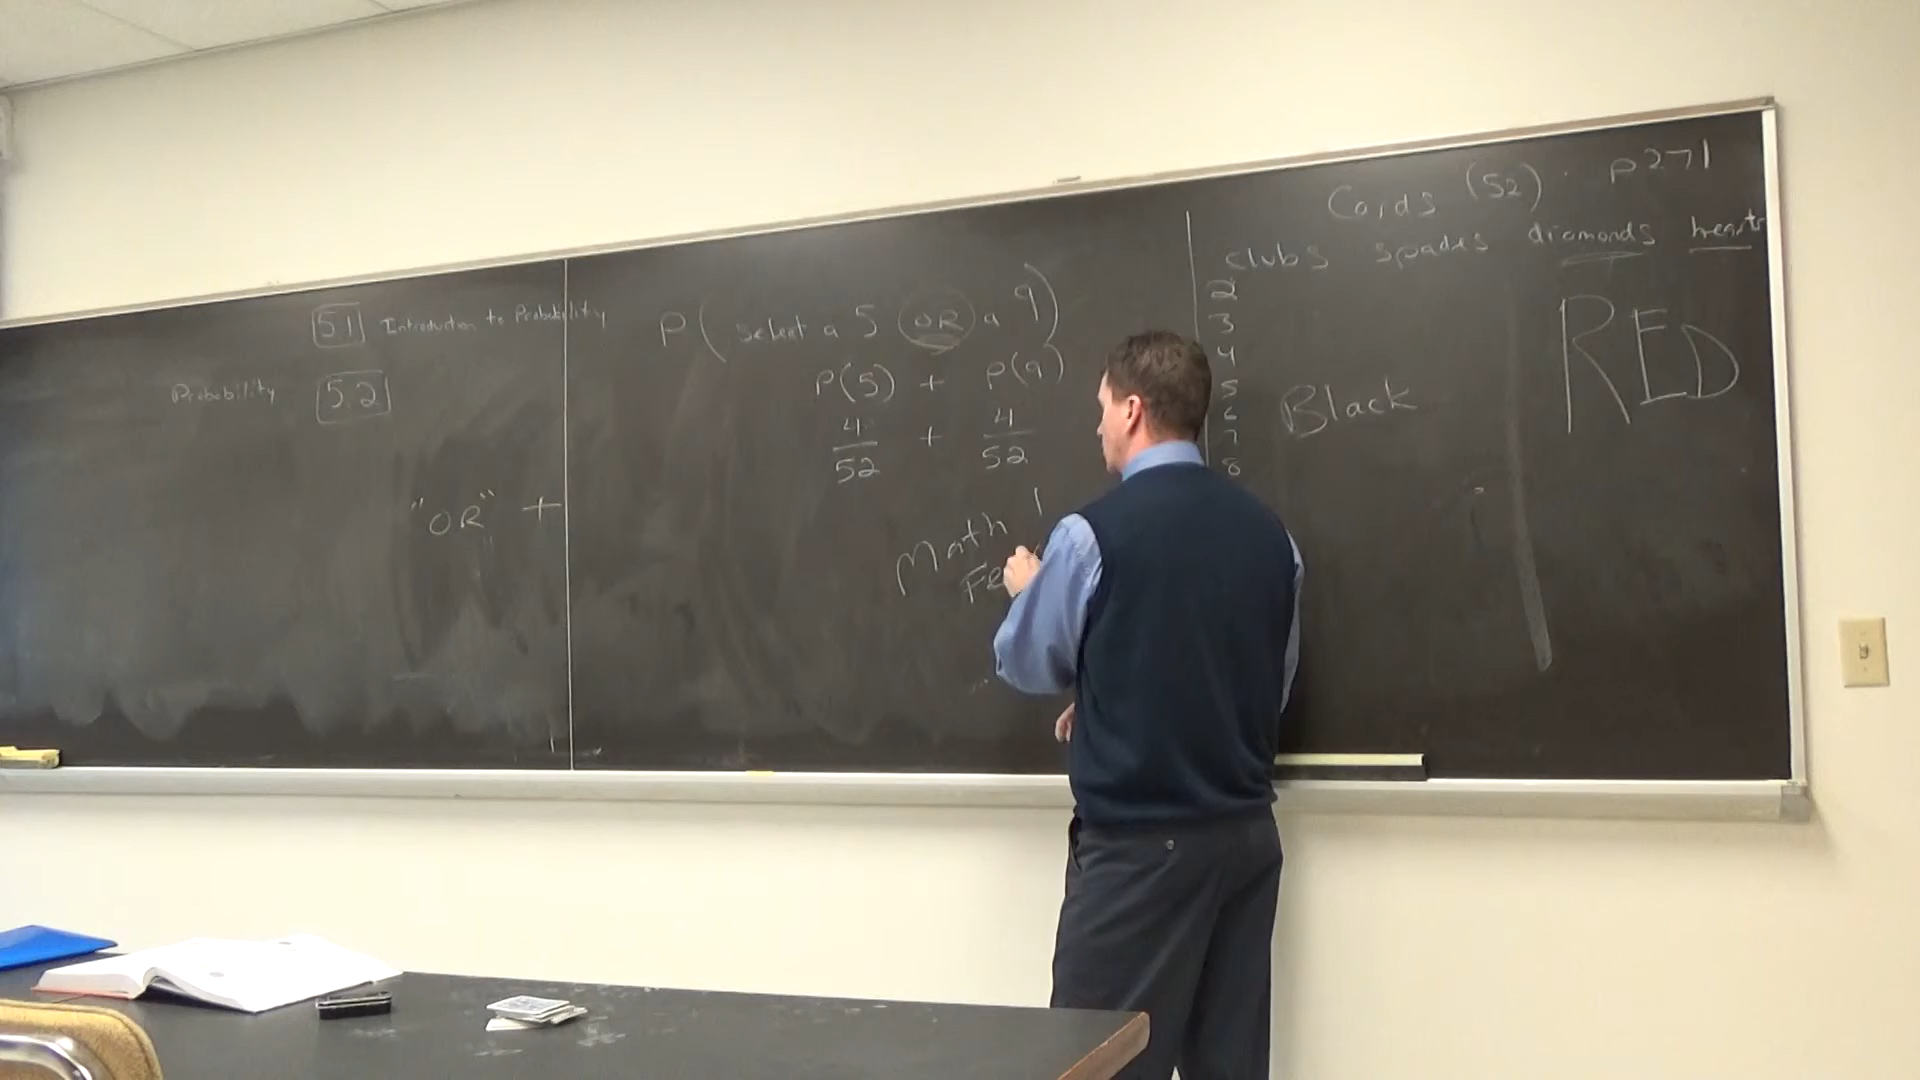 5.1 Introduction to Probability
Probability 5.2
"OR" +
P( select a 5 OR a 9)
P(5) + P(9)
4/52 + 4/52
Math 1
Cards (52) p271
clubs spades diamonds hearts
2
3
4
5
6
7
8
Black
RED